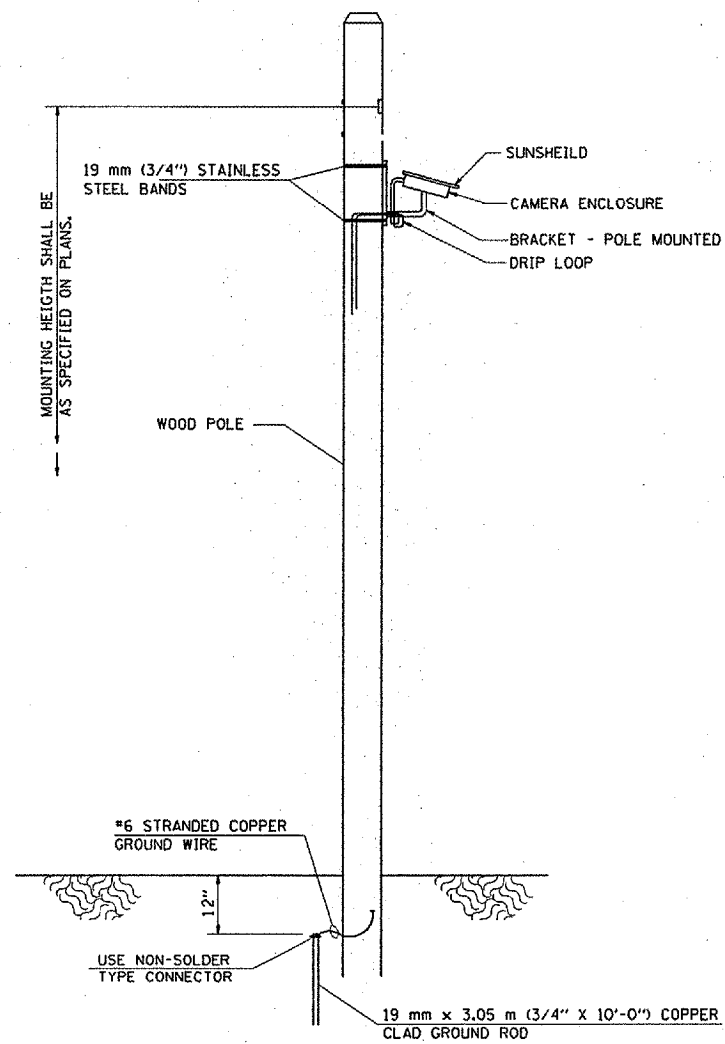 19 mm (3/4") STAINLESS
STEEL BANDS
SUNSHEILD
CAMERA ENCLOSURE
BRACKET - POLE MOUNTED
DRIP LOOP
MOUNTING HEIGTH SHALL BE
AS SPECIFIED ON PLANS.
WOOD POLE
#6 STRANDED COPPER
GROUND WIRE
12"
USE NON-SOLDER
TYPE CONNECTOR
19 mm x 3.05 m (3/4" X 10'-0") COPPER
CLAD GROUND ROD